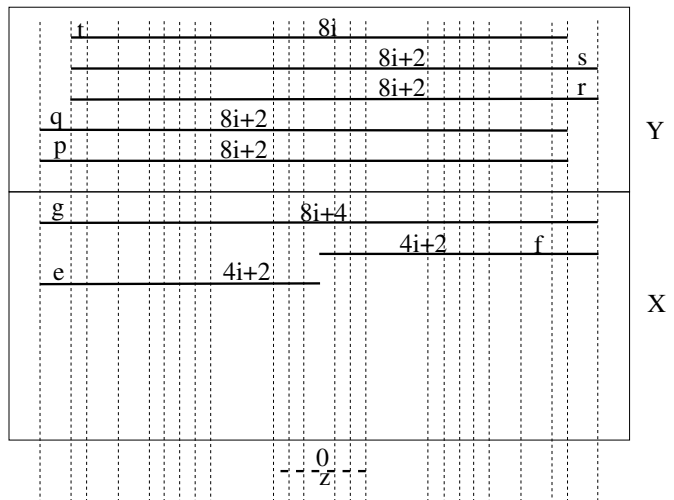 t 8i
8i+2 s
8i+2 r
q 8i+2
Y
p 8i+2
g 8i+4
4i+2 f
e 4i+2
X
0
z